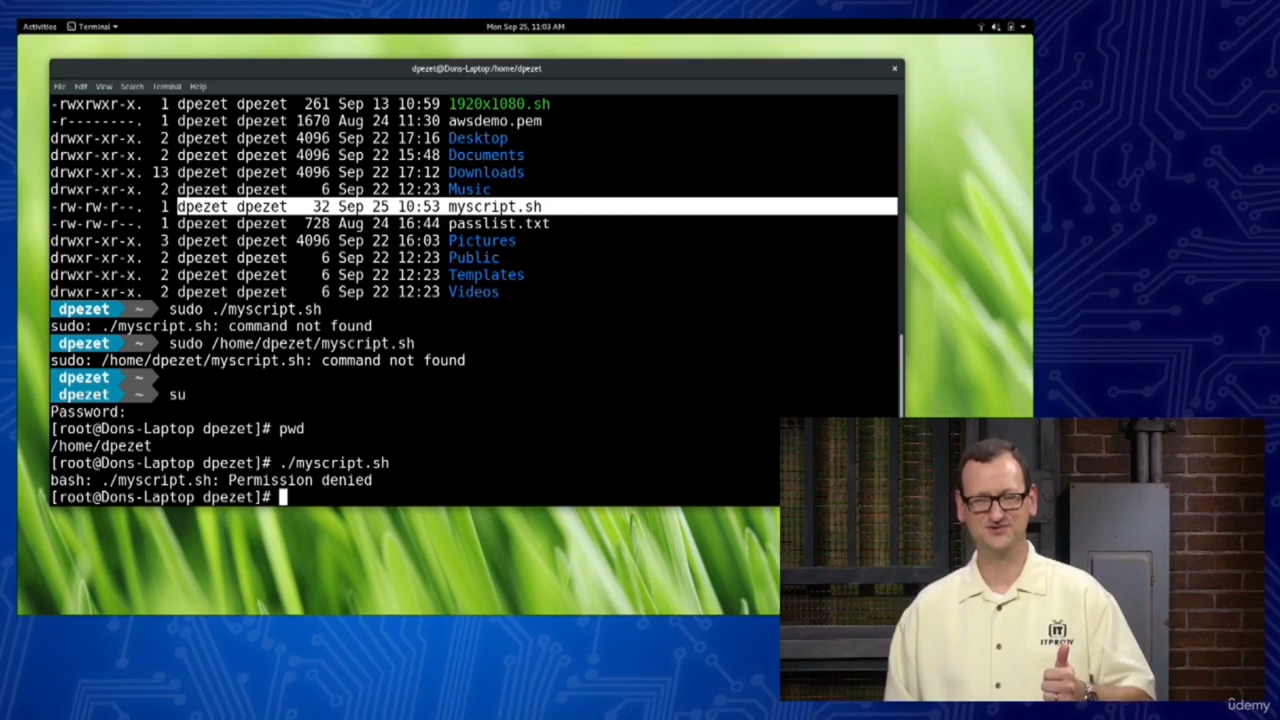 Activities Terminal Mon Sep 25, 11:03 AM
dpezet@Dons-Laptop:/home/dpezet ×
File Edit View Search Terminal Help
-rwxrwxr-x. 1 dpezet dpezet 261 Sep 13 10:59 1920x1080.sh
-r--------. 1 dpezet dpezet 1670 Aug 24 11:30 awsdemo.pem
drwxr-xr-x. 2 dpezet dpezet 4096 Sep 22 17:16 Desktop
drwxr-xr-x. 2 dpezet dpezet 4096 Sep 22 15:48 Documents
drwxr-xr-x. 13 dpezet dpezet 4096 Sep 22 17:12 Downloads
drwxr-xr-x. 2 dpezet dpezet 6 Sep 22 12:23 Music
-rw-rw-r--. 1 dpezet dpezet 32 Sep 25 10:53 myscript.sh
-rw-rw-r--. 1 dpezet dpezet 728 Aug 24 16:44 passlist.txt
drwxr-xr-x. 3 dpezet dpezet 4096 Sep 22 16:03 Pictures
drwxr-xr-x. 2 dpezet dpezet 6 Sep 22 12:23 Public
drwxr-xr-x. 2 dpezet dpezet 6 Sep 22 12:23 Templates
drwxr-xr-x. 2 dpezet dpezet 6 Sep 22 12:23 Videos
dpezet ~ sudo ./myscript.sh
sudo: ./myscript.sh: command not found
dpezet ~ sudo /home/dpezet/myscript.sh
sudo: /home/dpezet/myscript.sh: command not found
dpezet ~
dpezet ~ su
Password:
[root@Dons-Laptop dpezet]# pwd
/home/dpezet
[root@Dons-Laptop dpezet]# ./myscript.sh
bash: ./myscript.sh: Permission denied
[root@Dons-Laptop dpezet]#
IT
ITPROTV
ûdemy